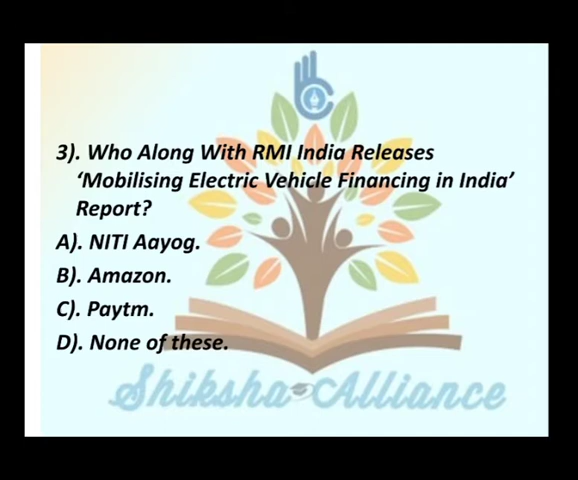 3). Who Along With RMI India Releases
‘Mobilising Electric Vehicle Financing in India’
Report?
A). NITI Aayog.
B). Amazon.
C). Paytm.
D). None of these.
Shiksha Alliance